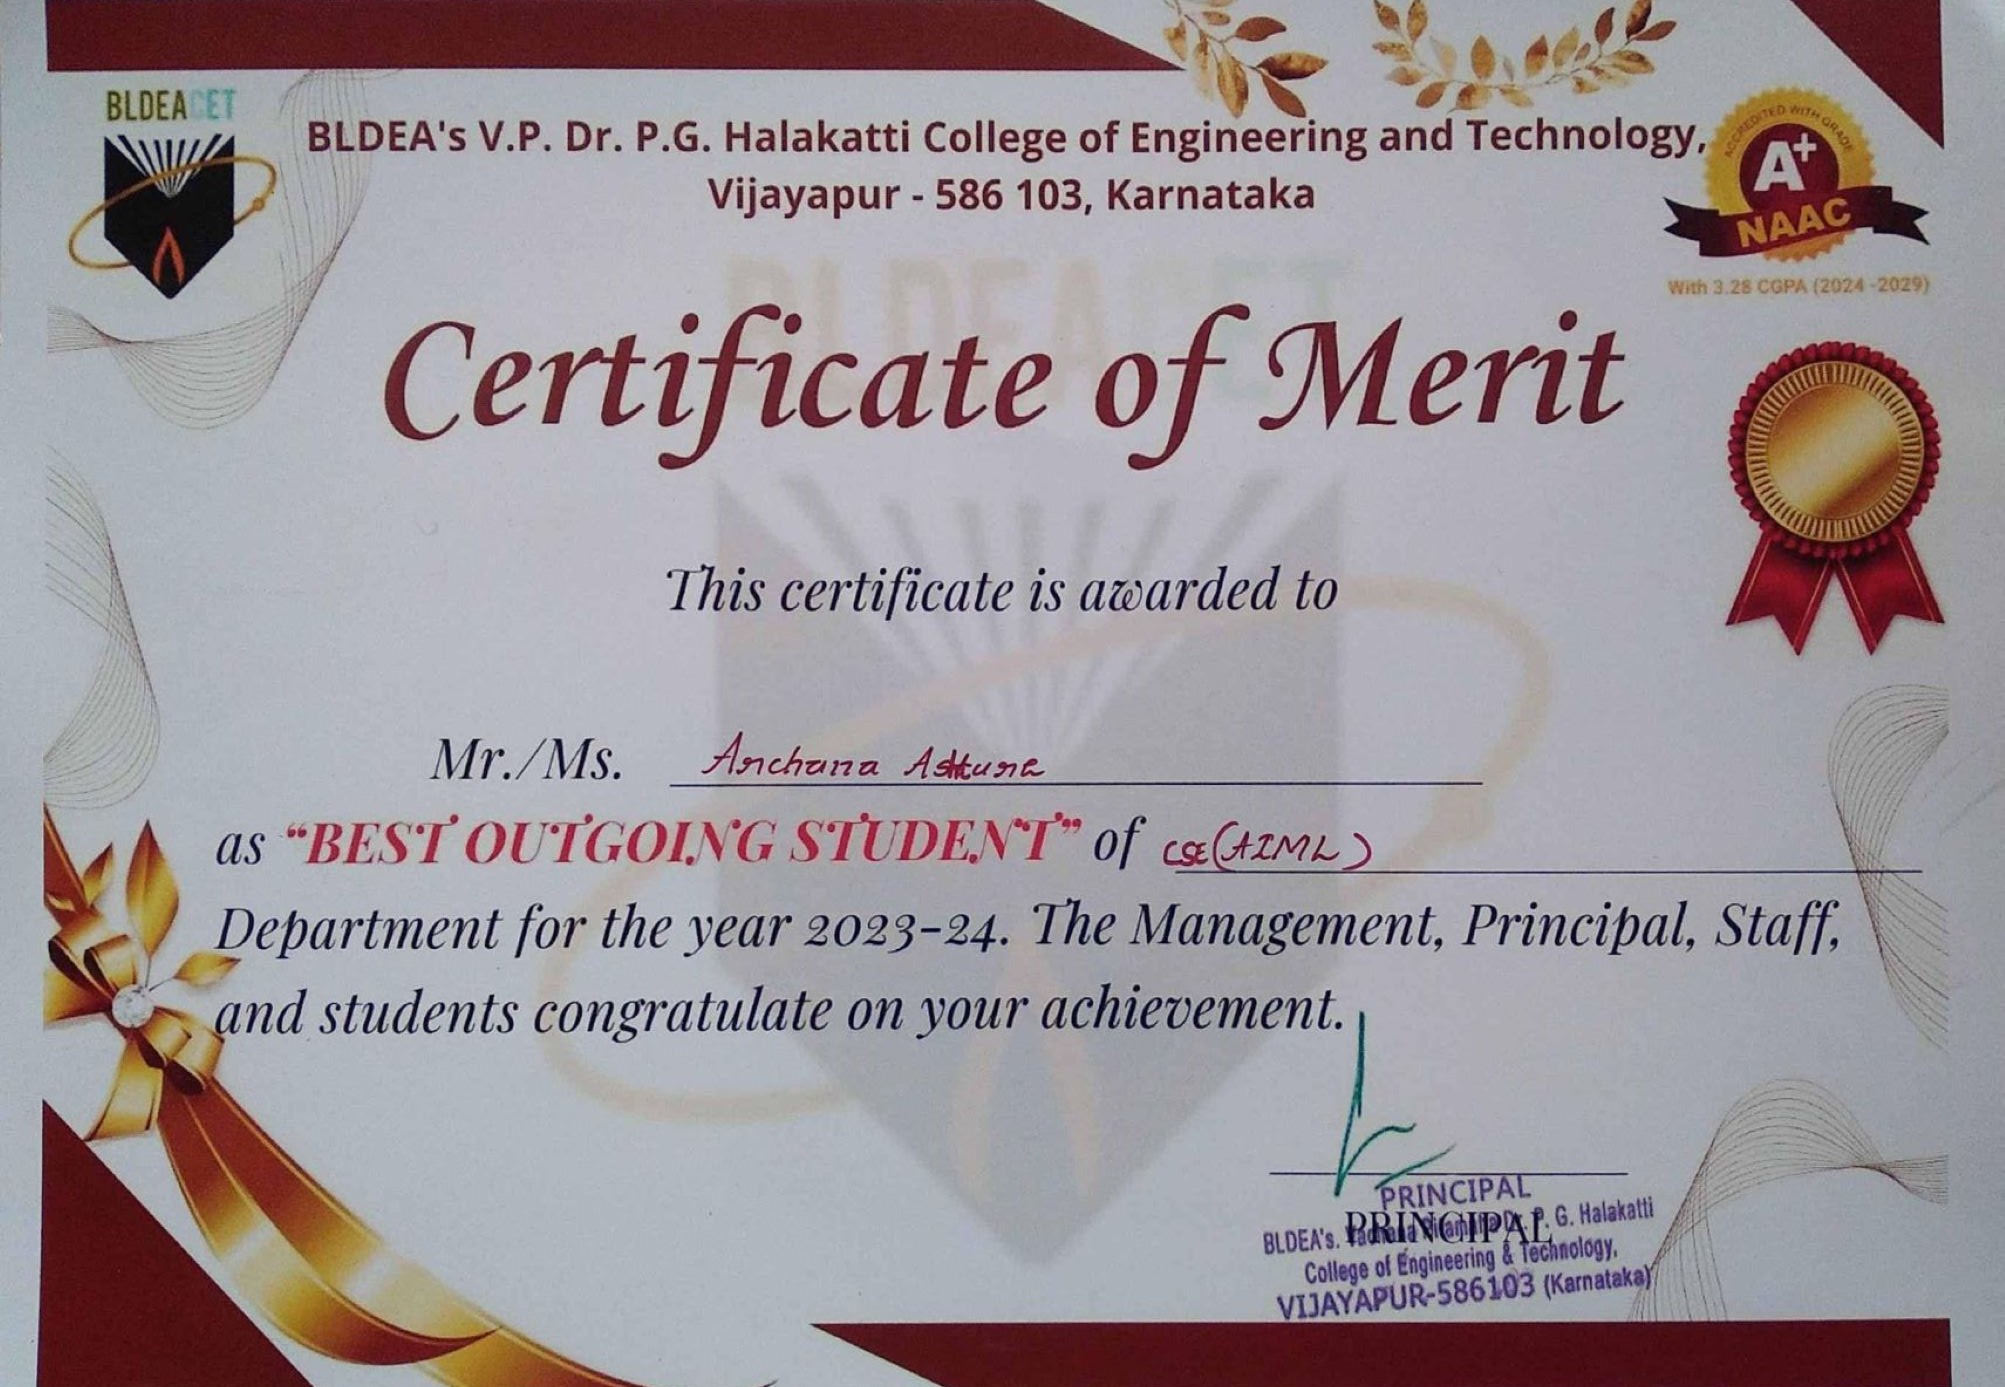 BLDEACET
BLDEA's V.P. Dr. P.G. Halakatti College of Engineering and Technology,
Vijayapur - 586 103, Karnataka
ACCREDITED WITH GRADE
A+
NAAC
With 3.28 CGPA (2024-2029)
BLDEACET
Certificate of Merit
This certificate is awarded to
Mr./Ms. Archana
as “BEST OUTGOING STUDENT” of CSE(AIML)
Department for the year 2023-24. The Management, Principal, Staff,
and students congratulate on your achievement.
PRINCIPAL
PRINCIPAL
BLDEA's. Dr. P. G. Halakatti
College of Engineering & Technology,
VIJAYAPUR-586103 (Karnataka)